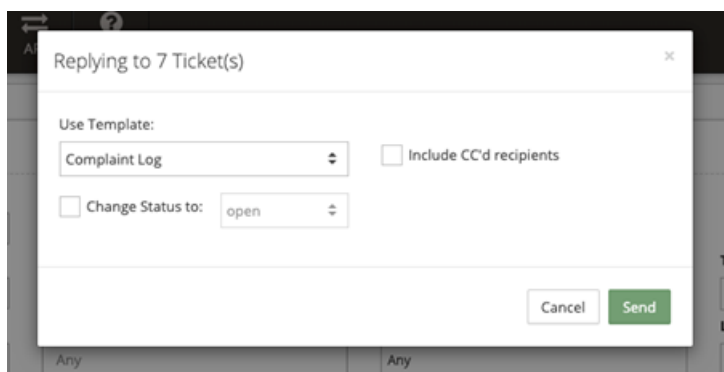 Replying to 7 Ticket(s)
×
Use Template:
Complaint Log
Include CC'd recipients
Change Status to:
open
Cancel
Send
Any
Any